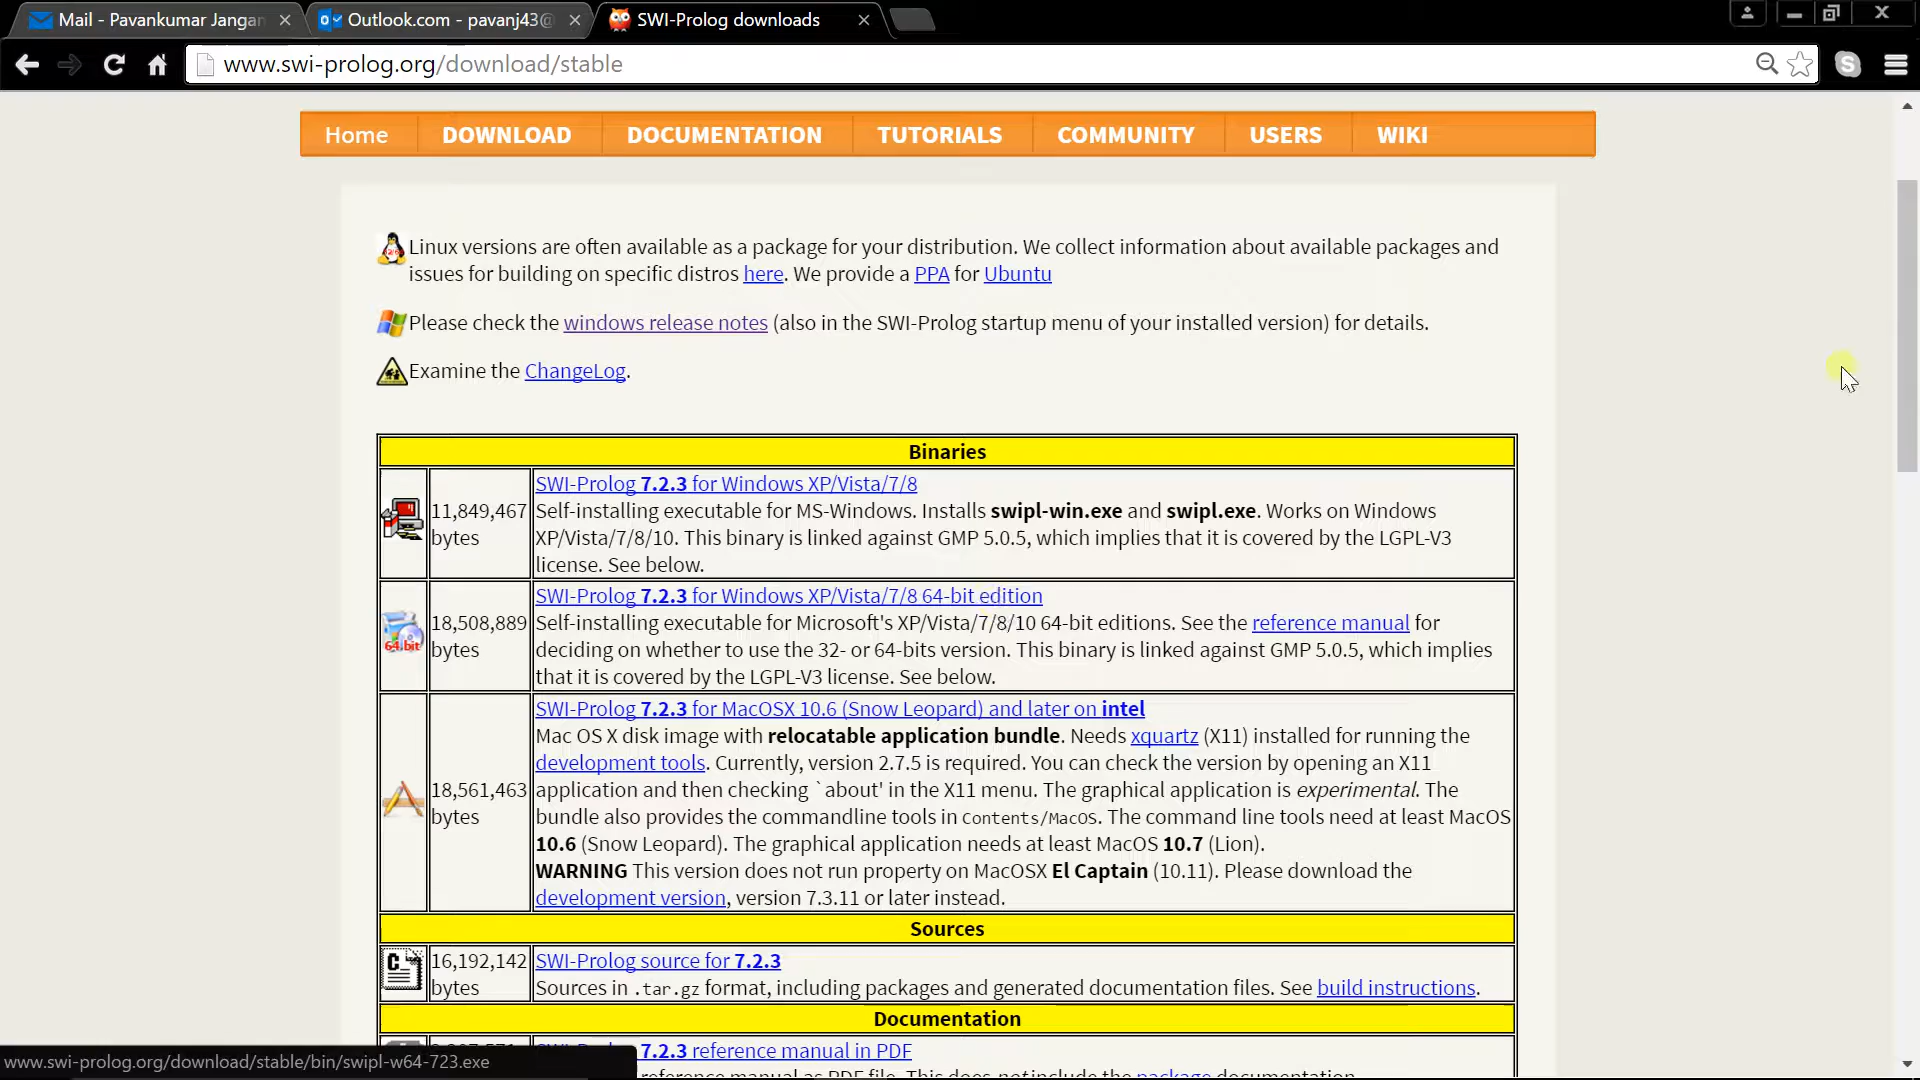 Mail - Pavankumar Jangan
Outlook.com - pavanj43@
SWI-Prolog downloads
www.swi-prolog.org/download/stable
Home DOWNLOAD DOCUMENTATION TUTORIALS COMMUNITY USERS WIKI
Linux versions are often available as a package for your distribution. We collect information about available packages and
issues for building on specific distros here. We provide a PPA for Ubuntu
Please check the windows release notes (also in the SWI-Prolog startup menu of your installed version) for details.
Examine the ChangeLog.
Binaries
11,849,467
bytes
SWI-Prolog 7.2.3 for Windows XP/Vista/7/8
Self-installing executable for MS-Windows. Installs swipl-win.exe and swipl.exe. Works on Windows
XP/Vista/7/8/10. This binary is linked against GMP 5.0.5, which implies that it is covered by the LGPL-V3
license. See below.
64.bit
18,508,889
bytes
SWI-Prolog 7.2.3 for Windows XP/Vista/7/8 64-bit edition
Self-installing executable for Microsoft's XP/Vista/7/8/10 64-bit editions. See the reference manual for
deciding on whether to use the 32- or 64-bits version. This binary is linked against GMP 5.0.5, which implies
that it is covered by the LGPL-V3 license. See below.
18,561,463
bytes
SWI-Prolog 7.2.3 for MacOSX 10.6 (Snow Leopard) and later on intel
Mac OS X disk image with relocatable application bundle. Needs xquartz (X11) installed for running the
development tools. Currently, version 2.7.5 is required. You can check the version by opening an X11
application and then checking `about' in the X11 menu. The graphical application is experimental. The
bundle also provides the commandline tools in Contents/MacOS. The command line tools need at least MacOS
10.6 (Snow Leopard). The graphical application needs at least MacOS 10.7 (Lion).
WARNING This version does not run property on MacOSX El Captain (10.11). Please download the
development version, version 7.3.11 or later instead.
Sources
16,192,142
bytes
SWI-Prolog source for 7.2.3
Sources in .tar.gz format, including packages and generated documentation files. See build instructions.
Documentation
SWI-Prolog 7.2.3 reference manual in PDF
reference manual as PDF file. This does not include the package documentation.
www.swi-prolog.org/download/stable/bin/swipl-w64-723.exe